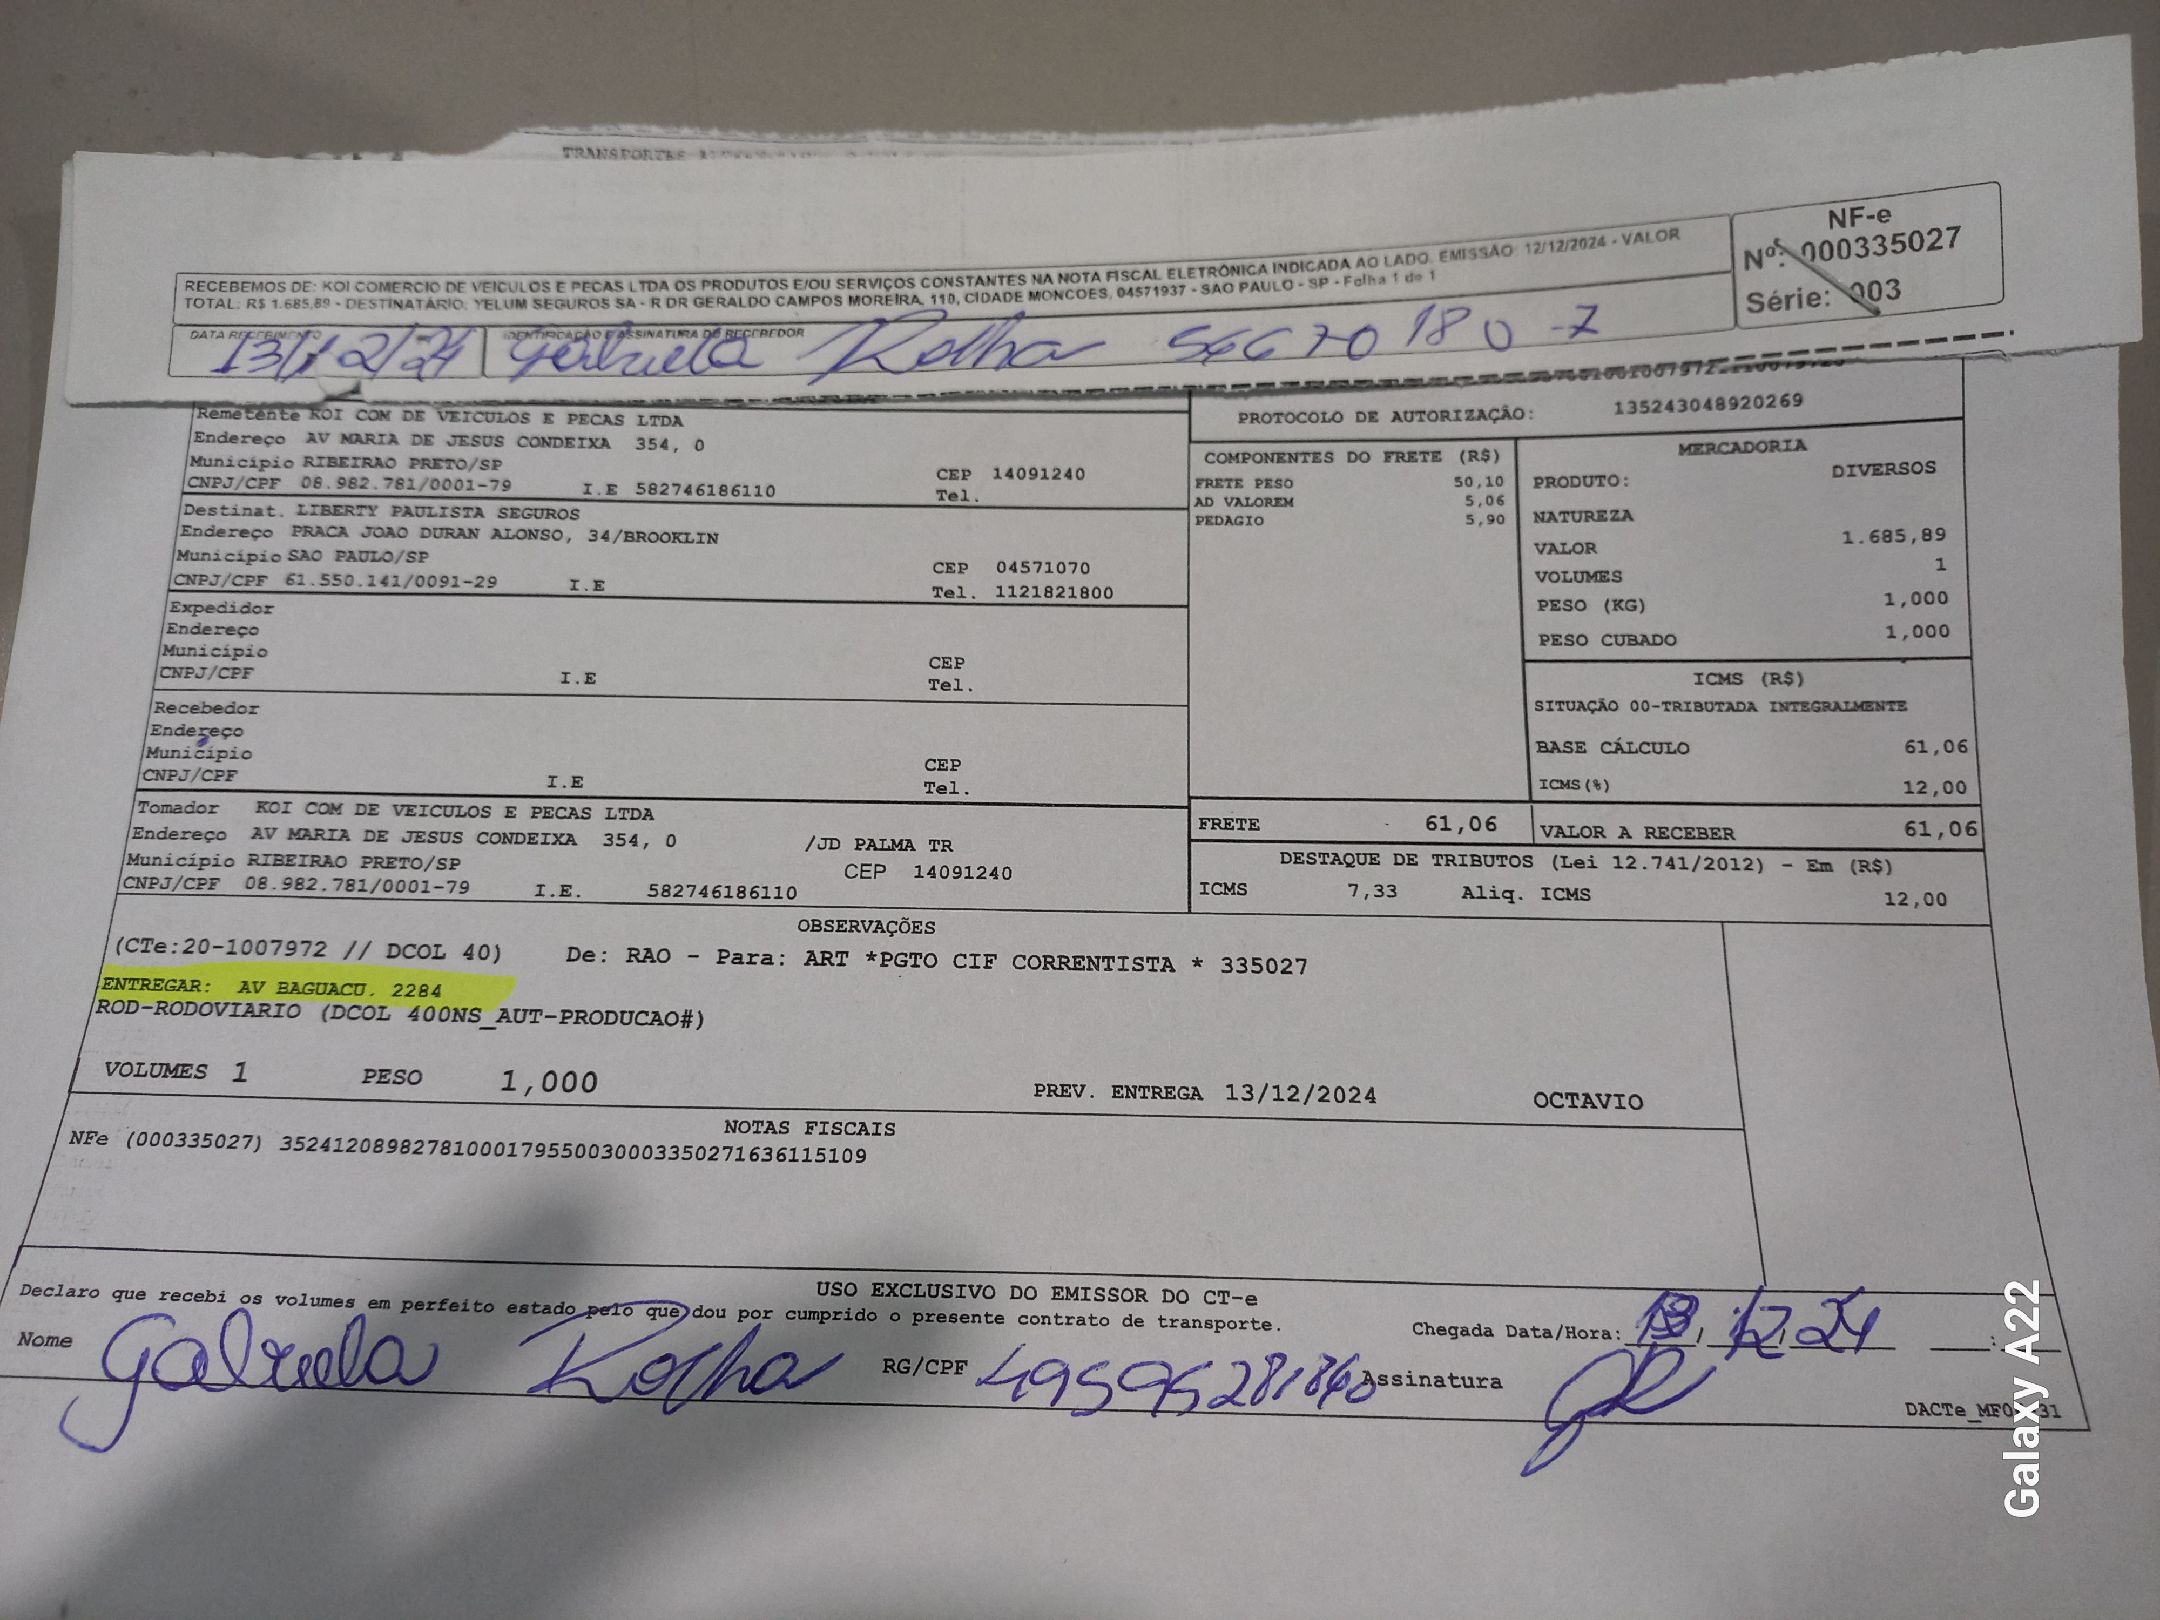 TRANSPORTES
RECEBEMOS DE: KOI COMERCIO DE VEICULOS E PECAS LTDA OS PRODUTOS E/OU SERVIÇOS CONSTANTES NA NOTA FISCAL ELETRÔNICA INDICADA AO LADO. EMISSÃO: 12/12/2024 - VALOR
TOTAL: R$ 1.685,89 - DESTINATÁRIO: YELUM SEGUROS SA - R DR GERALDO CAMPOS MOREIRA, 110, CIDADE MONCOES, 04571937 - SAO PAULO - SP - Folha 1 de 1
NF-e
Nº: 000335027
Série: 003
DATA RECEBIMENTO
13/12/24
IDENTIFICAÇÃO E ASSINATURA DO RECEBEDOR
Gabriela Rolha 56670180-7
Remetente KOI COM DE VEICULOS E PECAS LTDA
Endereço AV MARIA DE JESUS CONDEIXA 354, 0
Município RIBEIRAO PRETO/SP
CEP 14091240
CNPJ/CPF 08.982.781/0001-79 I.E 582746186110
Tel.
Destinat. LIBERTY PAULISTA SEGUROS
Endereço PRACA JOAO DURAN ALONSO, 34/BROOKLIN
Município SAO PAULO/SP
CEP 04571070
CNPJ/CPF 61.550.141/0091-29 I.E
Tel. 1121821800
Expedidor
Endereço
Município
CEP
CNPJ/CPF I.E
Tel.
Recebedor
Endereço
Município
CEP
CNPJ/CPF I.E
Tel.
Tomador KOI COM DE VEICULOS E PECAS LTDA
Endereço AV MARIA DE JESUS CONDEIXA 354, 0 /JD PALMA TR
Município RIBEIRAO PRETO/SP CEP 14091240
CNPJ/CPF 08.982.781/0001-79 I.E. 582746186110
PROTOCOLO DE AUTORIZAÇÃO: 135243048920269
COMPONENTES DO FRETE (R$)
FRETE PESO 50,10
AD VALOREM 5,06
PEDAGIO 5,90
MERCADORIA
PRODUTO: DIVERSOS
NATUREZA
VALOR 1.685,89
VOLUMES 1
PESO (KG) 1,000
PESO CUBADO 1,000
ICMS (R$)
SITUAÇÃO 00-TRIBUTADA INTEGRALMENTE
BASE CÁLCULO 61,06
ICMS(%) 12,00
FRETE 61,06
VALOR A RECEBER 61,06
DESTAQUE DE TRIBUTOS (Lei 12.741/2012) - Em (R$)
ICMS 7,33 Aliq. ICMS 12,00
OBSERVAÇÕES
(CTe:20-1007972 // DCOL 40) De: RAO - Para: ART *PGTO CIF CORRENTISTA * 335027
ENTREGAR: AV BAGUACU. 2284
ROD-RODOVIARIO (DCOL 400NS_AUT-PRODUCAO#)
VOLUMES 1 PESO 1,000 PREV. ENTREGA 13/12/2024 OCTAVIO
NOTAS FISCAIS
NFe (000335027) 35241208982781000179550030003350271636115109
USO EXCLUSIVO DO EMISSOR DO CT-e
Declaro que recebi os volumes em perfeito estado pelo que dou por cumprido o presente contrato de transporte.
Chegada Data/Hora: 13/12/24 :
Nome Gabriela Rolha RG/CPF Assinatura GR
Galaxy A22